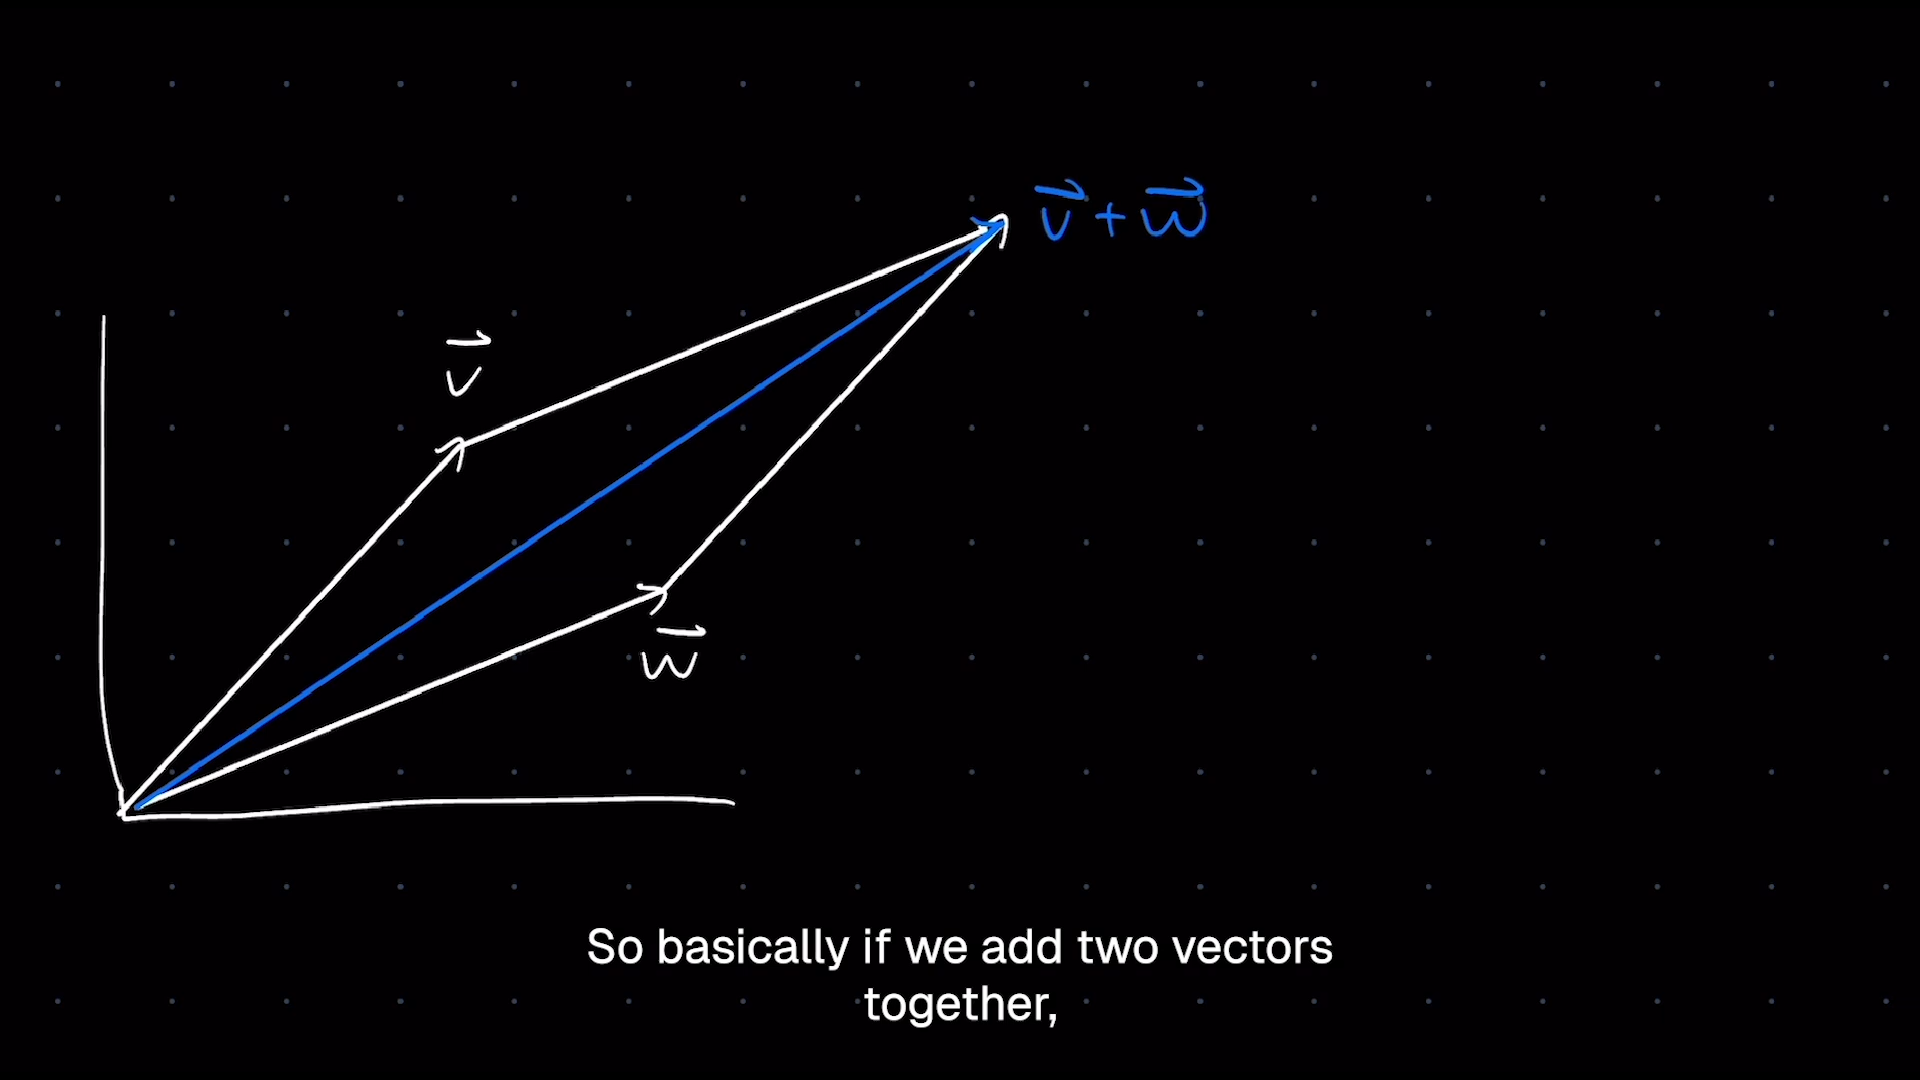 v⃗ + w⃗
v⃗
w⃗
So basically if we add two vectors
together,